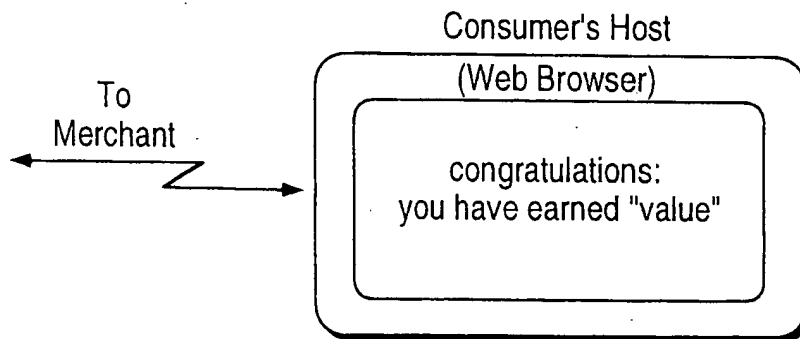 Consumer's Host
(Web Browser)
To
Merchant
congratulations:
you have earned "value"